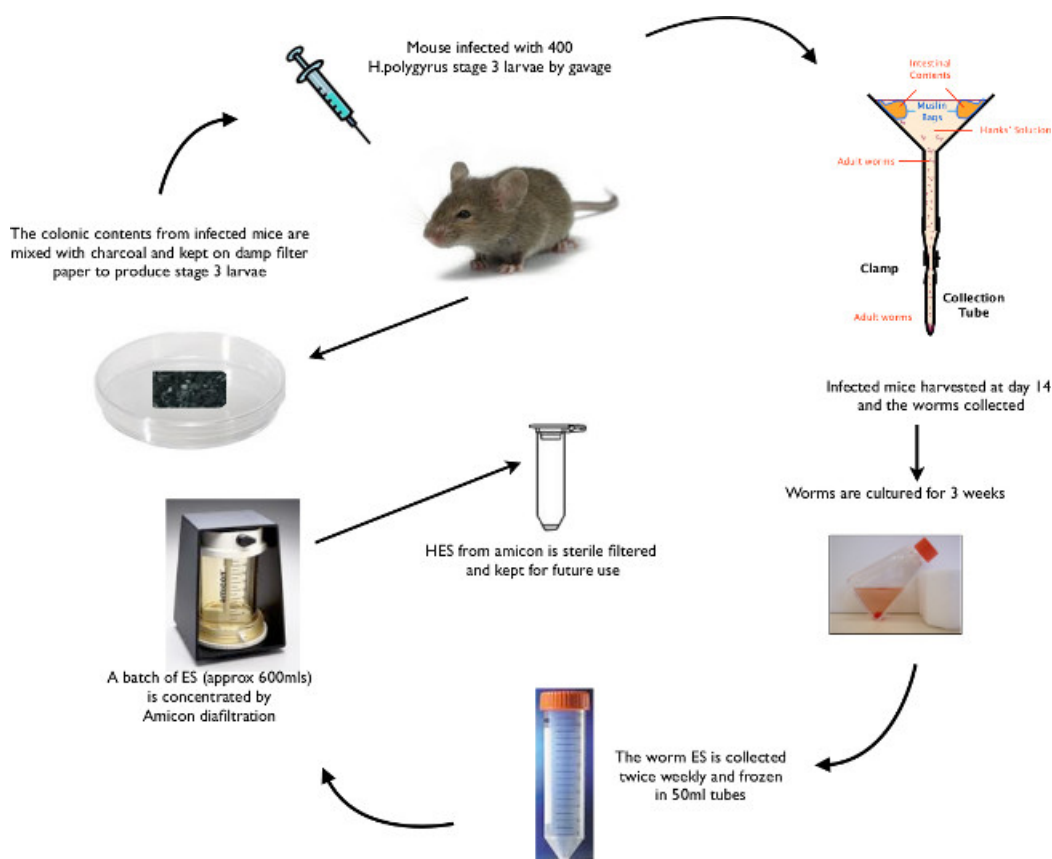 Mouse infected with 400
H.polygyrus stage 3 larvae by gavage
Intestinal
Contents
Muslin
Bags
Hanks' Solution
Adult worms
Clamp
Collection
Tube
Adult worms
The colonic contents from infected mice are
mixed with charcoal and kept on damp filter
paper to produce stage 3 larvae
Infected mice harvested at day 14
and the worms collected
Worms are cultured for 3 weeks
HES from amicon is sterile filtered
and kept for future use
A batch of ES (approx 600mls)
is concentrated by
Amicon diafiltration
The worm ES is collected
twice weekly and frozen
in 50ml tubes